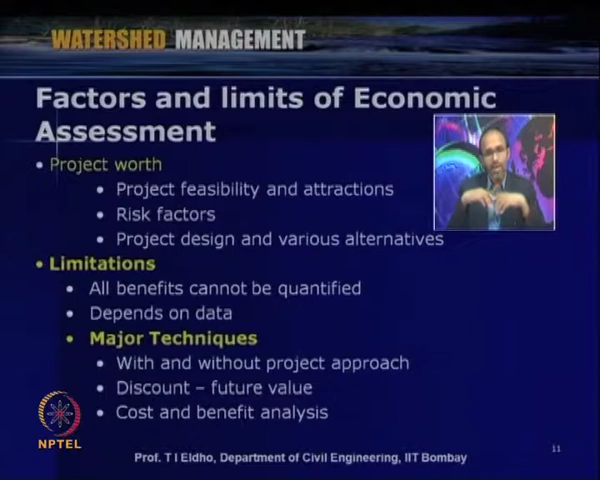 WATERSHED MANAGEMENT
Factors and limits of Economic
Assessment
• Project worth
• Project feasibility and attractions
• Risk factors
• Project design and various alternatives
• Limitations
• All benefits cannot be quantified
• Depends on data
• Major Techniques
• With and without project approach
• Discount – future value
• Cost and benefit analysis
NPTEL
Prof. T I Eldho, Department of Civil Engineering, IIT Bombay
11